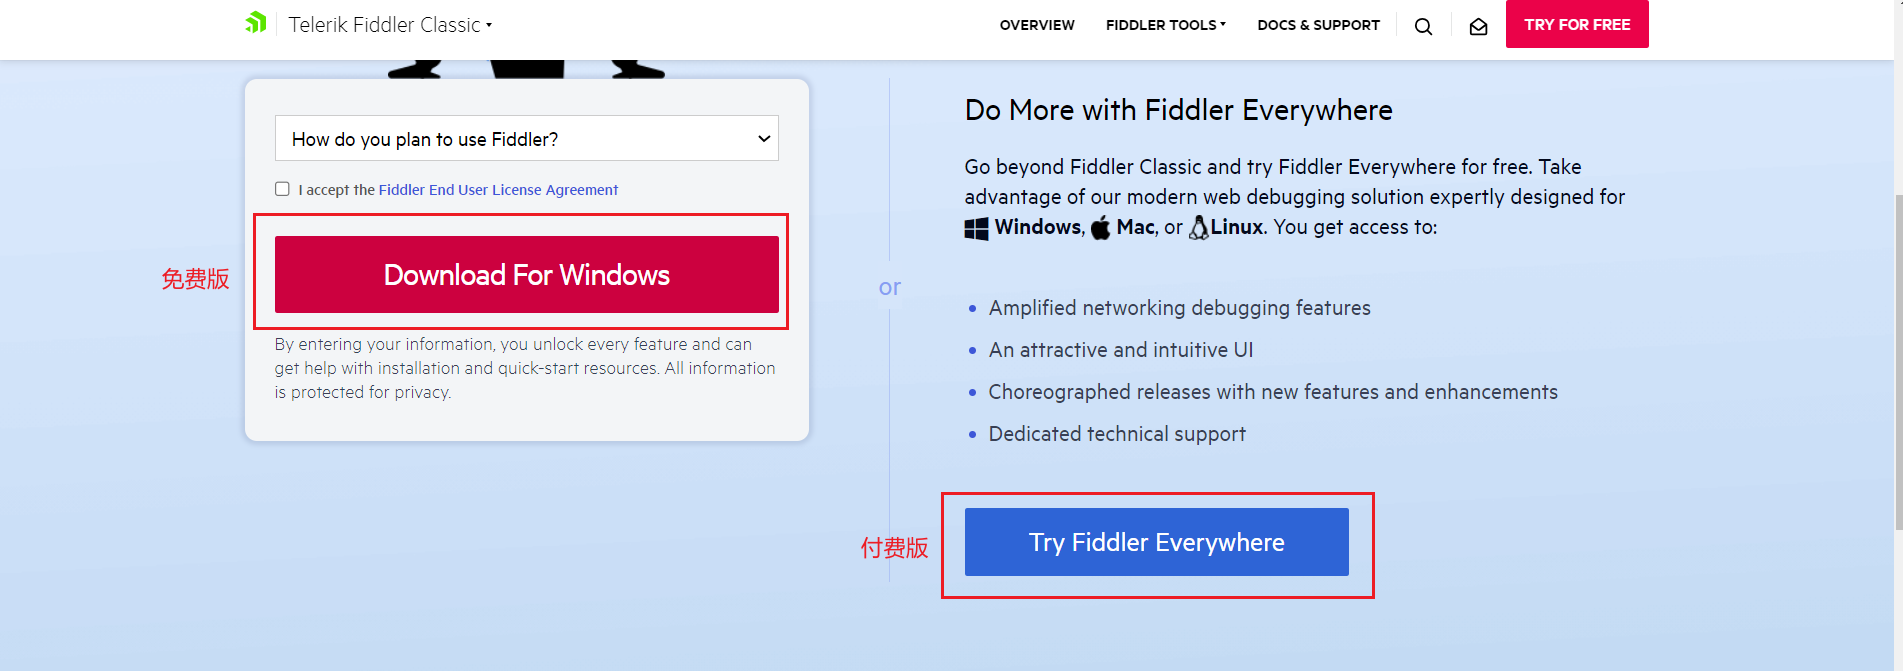 Telerik Fiddler Classic
OVERVIEW
FIDDLER TOOLS
DOCS & SUPPORT
TRY FOR FREE
How do you plan to use Fiddler?
I accept the Fiddler End User License Agreement
免费版
Download For Windows
By entering your information, you unlock every feature and can
get help with installation and quick-start resources. All information
is protected for privacy.
or
Do More with Fiddler Everywhere
Go beyond Fiddler Classic and try Fiddler Everywhere for free. Take
advantage of our modern web debugging solution expertly designed for
Windows, Mac, or Linux. You get access to:
Amplified networking debugging features
An attractive and intuitive UI
Choreographed releases with new features and enhancements
Dedicated technical support
付费版
Try Fiddler Everywhere